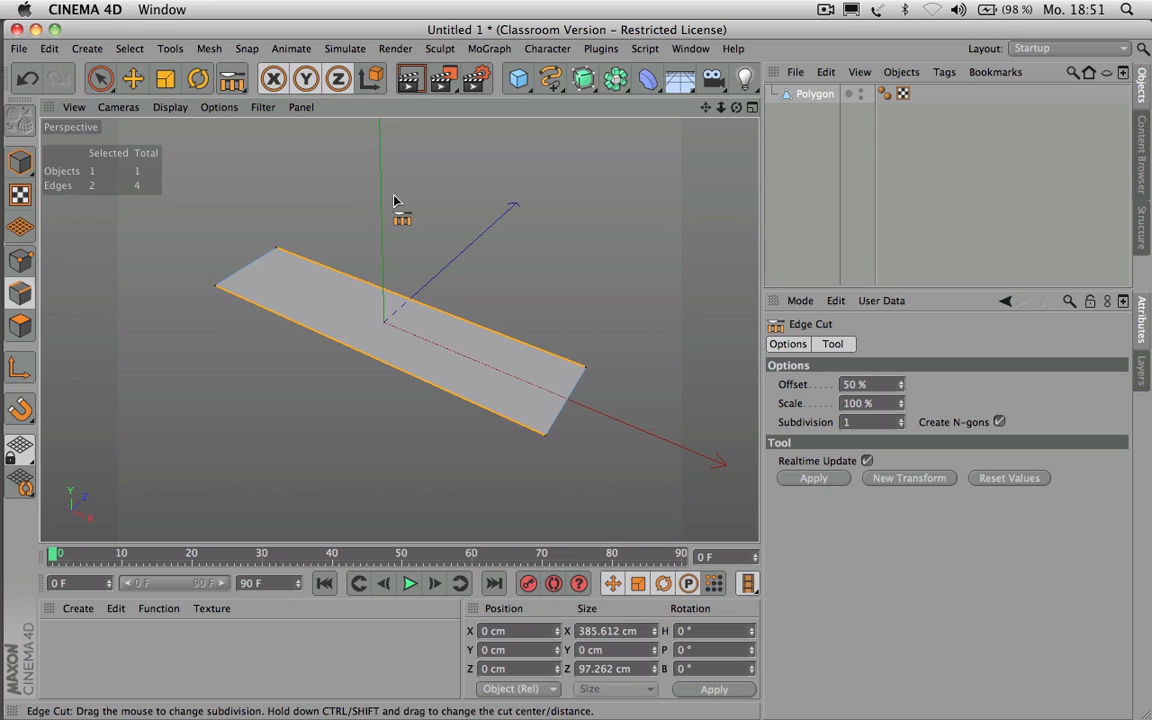 CINEMA 4D Window (98 %) Mo. 18:51
Untitled 1 * (Classroom Version - Restricted License)
File Edit Create Select Tools Mesh Snap Animate Simulate Render Sculpt MoGraph Character Plugins Script Window Help Layout: Startup
X Y Z
File Edit View Objects Tags Bookmarks
Polygon
Objects
Content Browser
Structure
View Cameras Display Options Filter Panel
Perspective
Selected Total
Objects 1 1
Edges 2 4
Y
Z
X
Mode Edit User Data
Edge Cut
Options Tool
Options
Offset..... 50 %
Scale...... 100 %
Subdivision 1 Create N-gons
Tool
Realtime Update
Apply New Transform Reset Values
Attributes
Layers
0 10 20 30 40 50 60 70 80 90 0 F
0 F 0 F 90 F 90 F
P
Create Edit Function Texture
Position Size Rotation
X 0 cm X 385.612 cm H 0 °
Y 0 cm Y 0 cm P 0 °
Z 0 cm Z 97.262 cm B 0 °
Object (Rel) Size Apply
MAXON
CINEMA 4D
Edge Cut: Drag the mouse to change subdivision. Hold down CTRL/SHIFT and drag to change the cut center/distance.